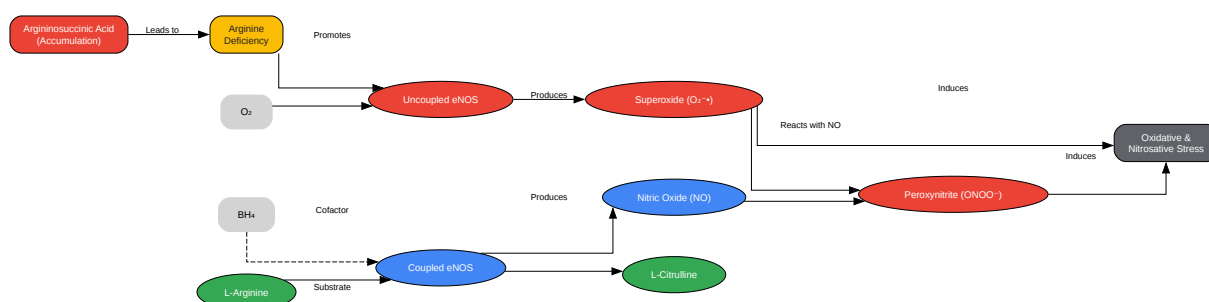 Argininosuccinic Acid
(Accumulation)
Leads to
Arginine
Deficiency
Promotes
O₂
Uncoupled eNOS
Produces
Superoxide (O₂⁻•)
Induces
Reacts with NO
Oxidative &
Nitrosative Stress
Induces
BH₄
Cofactor
Produces
Nitric Oxide (NO)
Peroxynitrite (ONOO⁻)
Coupled eNOS
L-Citrulline
L-Arginine
Substrate